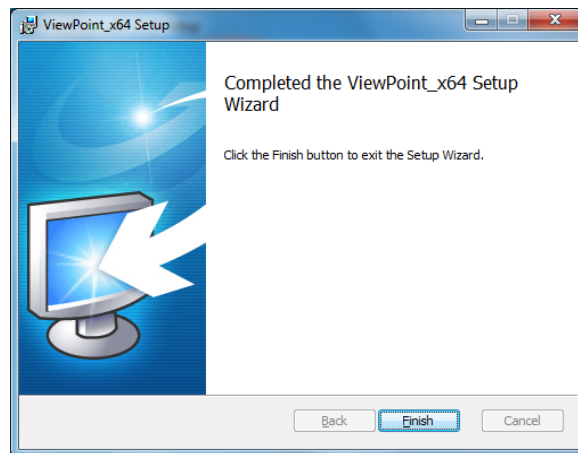 ViewPoint_x64 Setup
Completed the ViewPoint_x64 Setup
Wizard
Click the Finish button to exit the Setup Wizard.
Back
Finish
Cancel